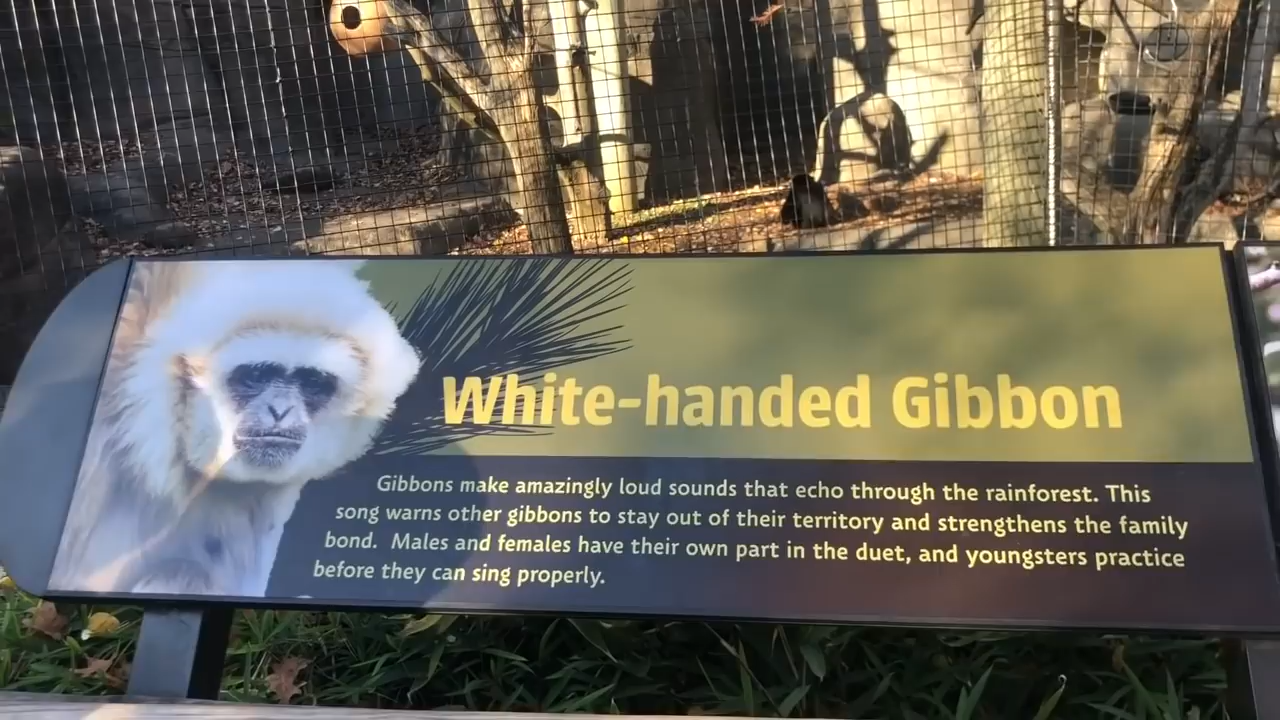 White-handed Gibbon
Gibbons make amazingly loud sounds that echo through the rainforest. This
song warns other gibbons to stay out of their territory and strengthens the family
bond. Males and females have their own part in the duet, and youngsters practice
before they can sing properly.